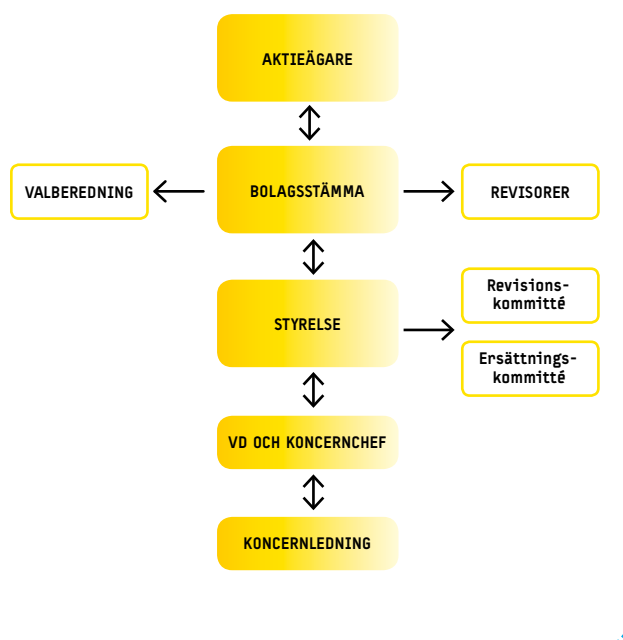 AKTIEÄGARE
VALBEREDNING
BOLAGSSTÄMMA
REVISORER
STYRELSE
Revisions-
kommitté
Ersättnings-
kommitté
VD OCH KONCERNCHEF
KONCERNLEDNING